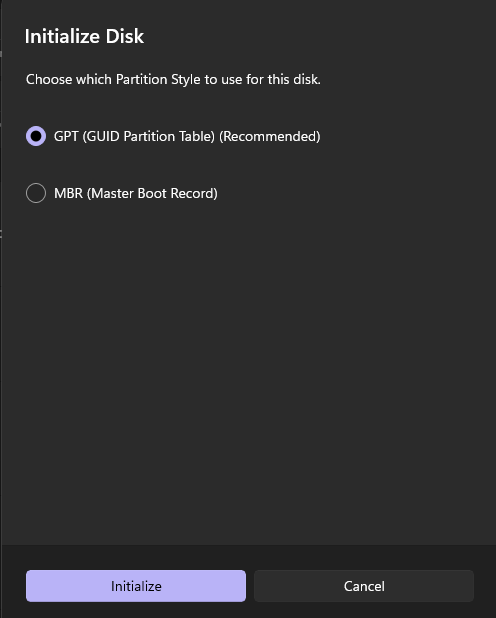 Initialize Disk
Choose which Partition Style to use for this disk.
GPT (GUID Partition Table) (Recommended)
MBR (Master Boot Record)
Initialize
Cancel